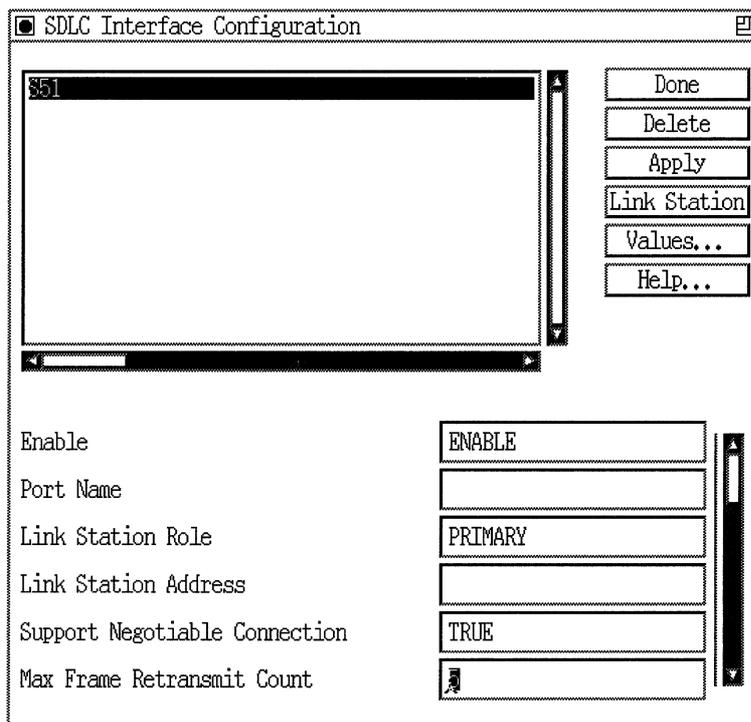 SDLC Interface Configuration
S51
Done
Delete
Apply
Link Station
Values...
Help...
Enable
ENABLE
Port Name
Link Station Role
PRIMARY
Link Station Address
Support Negotiable Connection
TRUE
Max Frame Retransmit Count